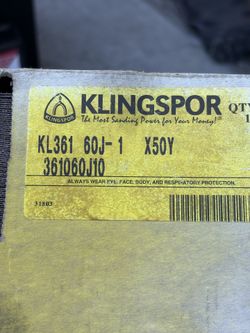 KLINGSPOR QTY
KLINGSPOR The Most Sanding Power for Your Money!®
KL361 60J-1 X50Y
361060J10
ALWAYS WEAR EYE, FACE, BODY, AND RESPIRATORY PROTECTION.
31803